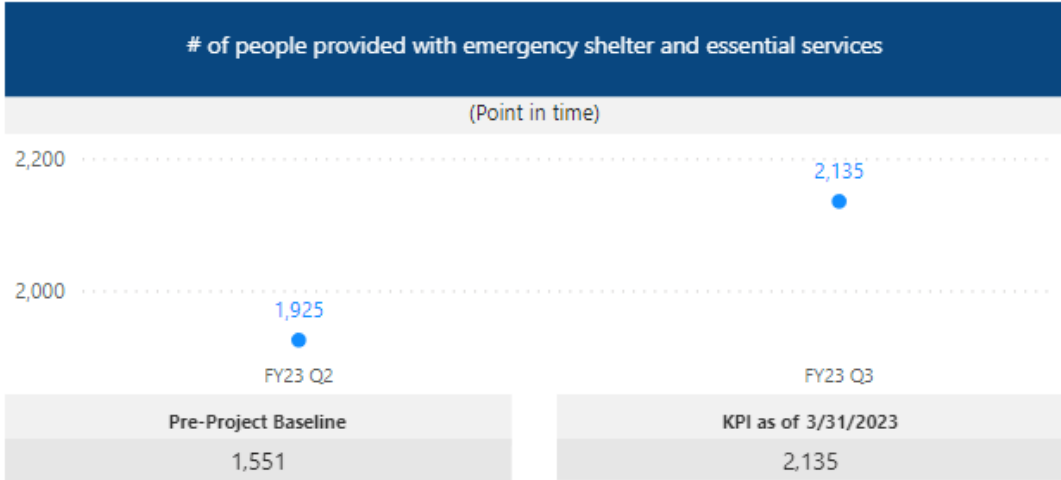 # of people provided with emergency shelter and essential services
(Point in time)
2,200
2,135
2,000
1,925
FY23 Q2 FY23 Q3
Pre-Project Baseline KPI as of 3/31/2023
1,551 2,135